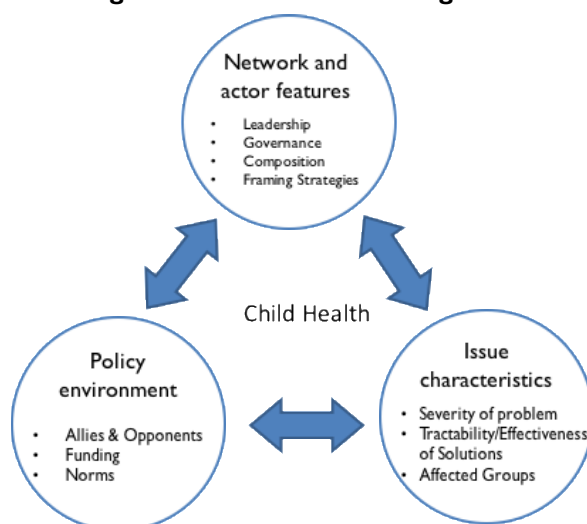 Network and
actor features
• Leadership
• Governance
• Composition
• Framing Strategies
Child Health
Policy
environment
• Allies & Opponents
• Funding
• Norms
Issue
characteristics
• Severity of problem
• Tractability/Effectiveness
of Solutions
• Affected Groups